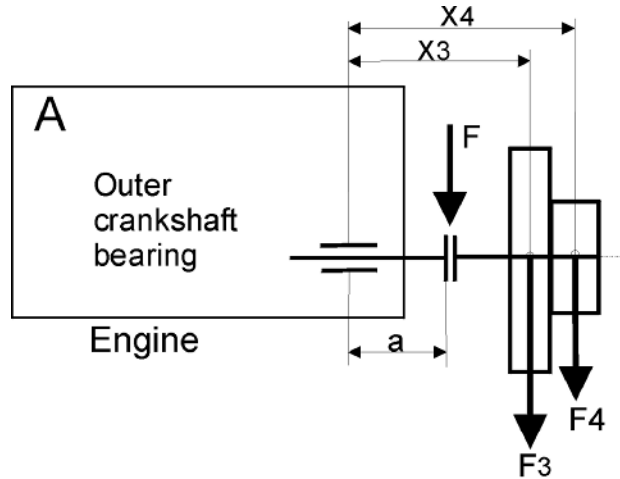 X4
X3
A
F
Outer
crankshaft
bearing
a
Engine
F4
F3